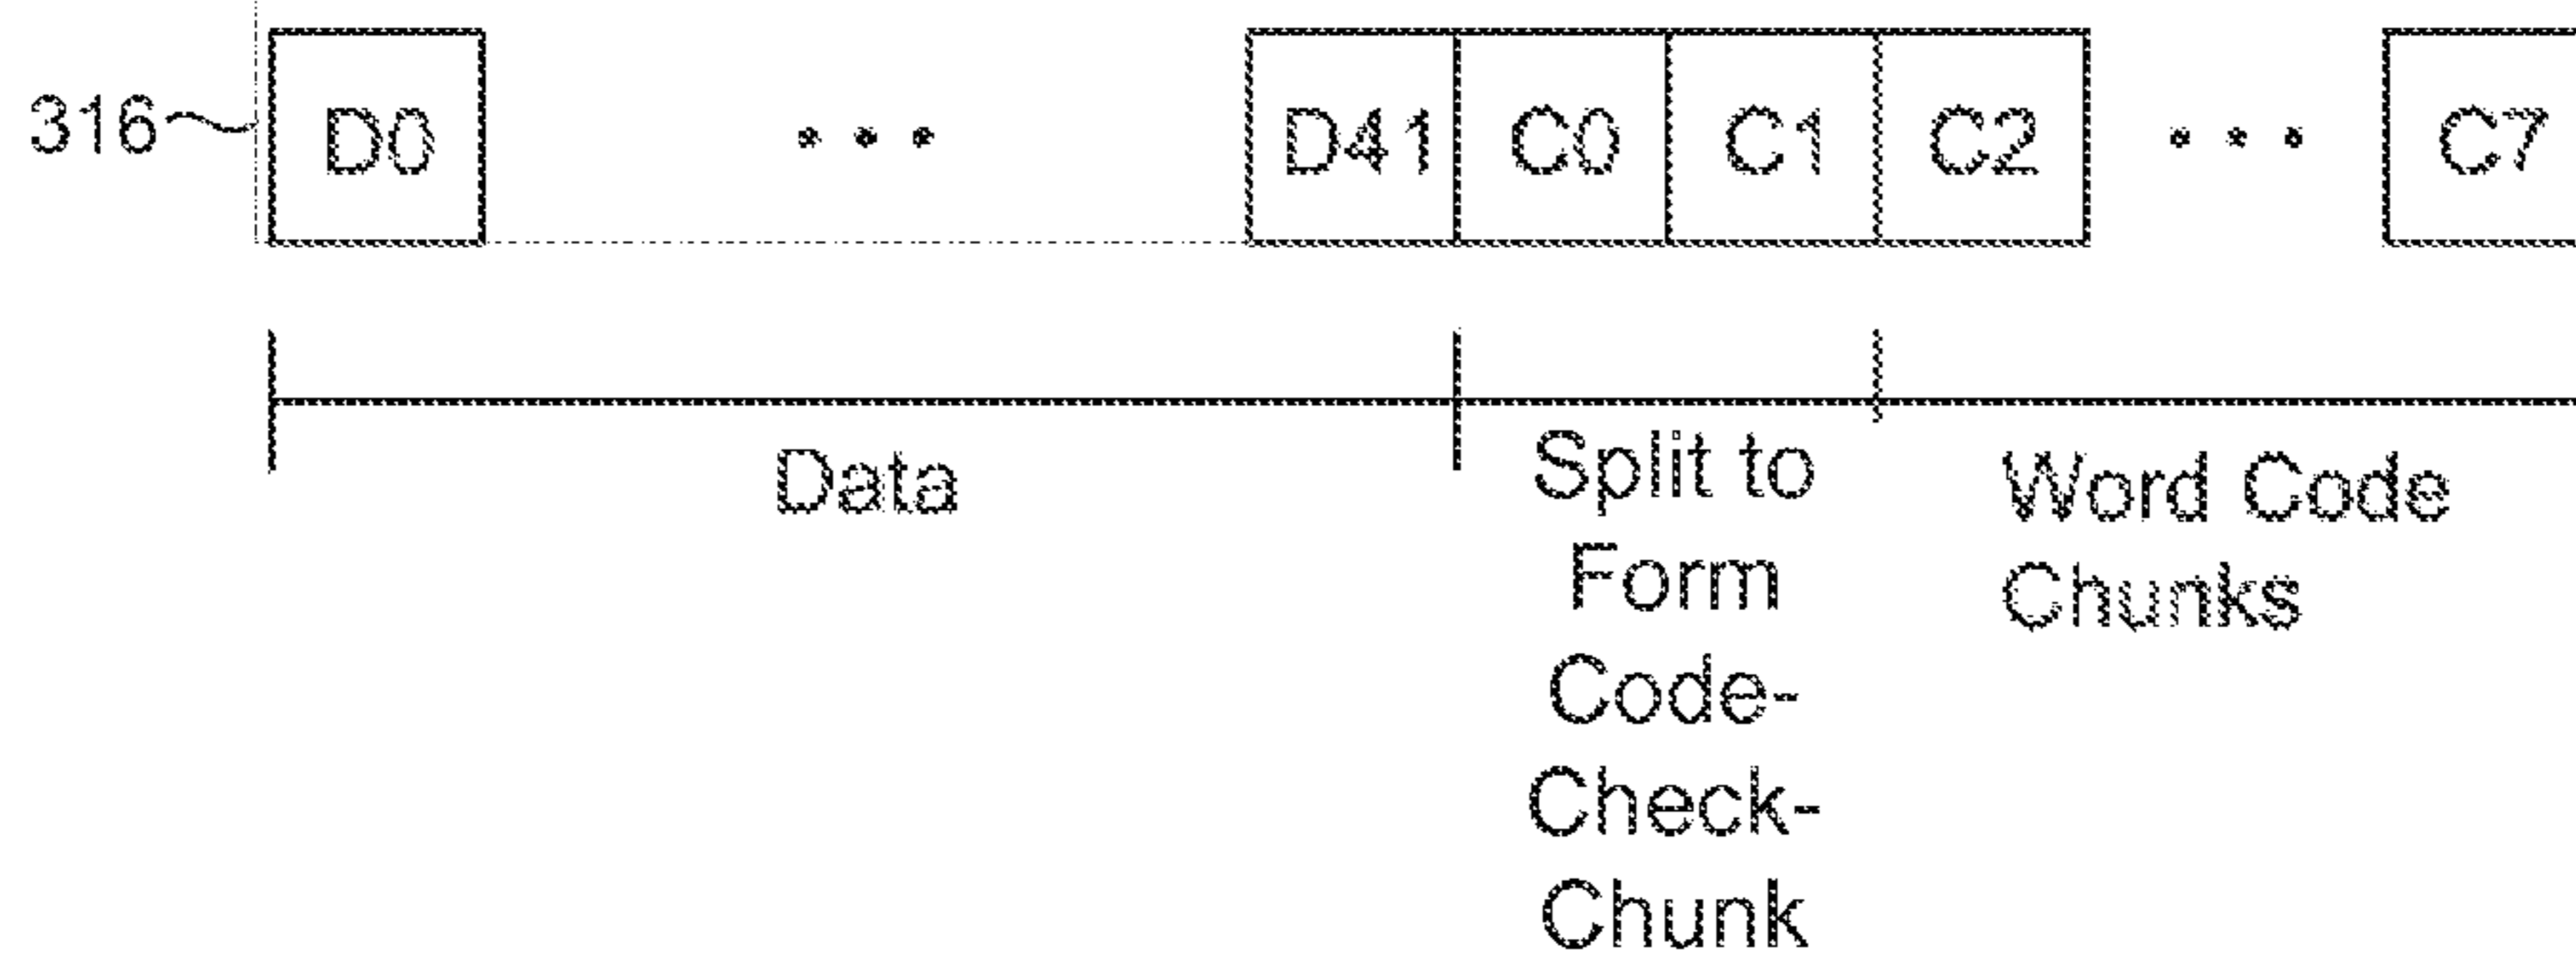 316 D0 ... D41 C0 C1 C2 ... C7
Data
Split to
Form
Code-
Check-
Chunk
Word Code
Chunks